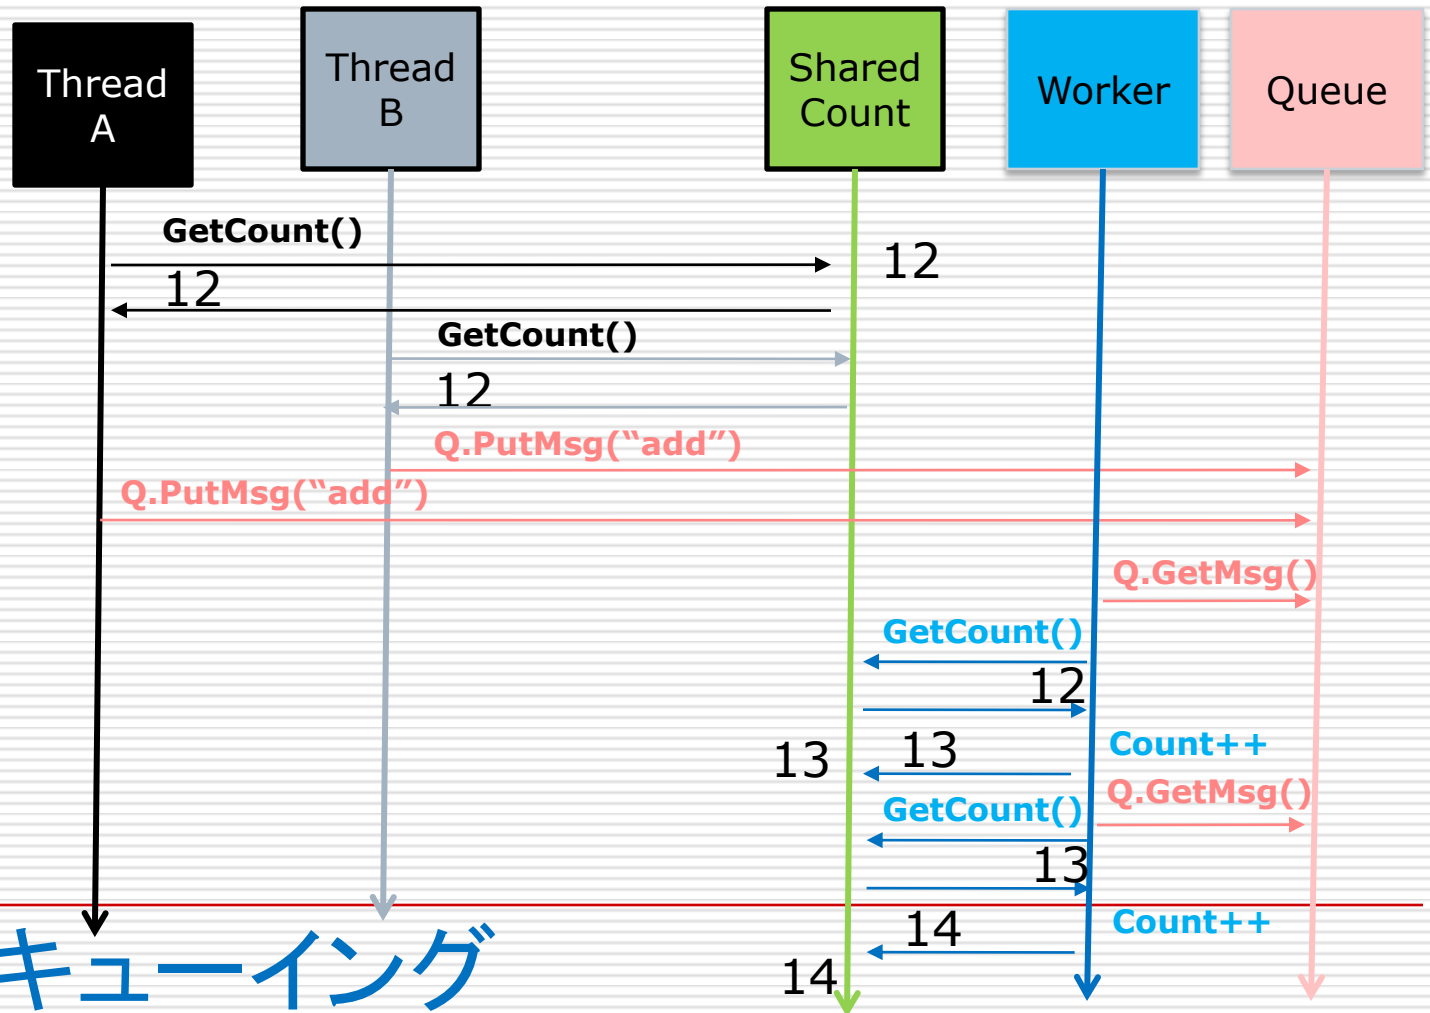 Thread
A
Thread
B
Shared
Count
Worker
Queue
GetCount()
12
12
GetCount()
12
Q.PutMsg(“add”)
Q.PutMsg(“add”)
Q.GetMsg()
GetCount()
12
Count++
13
13
Q.GetMsg()
GetCount()
13
Count++
14
14
キューイング